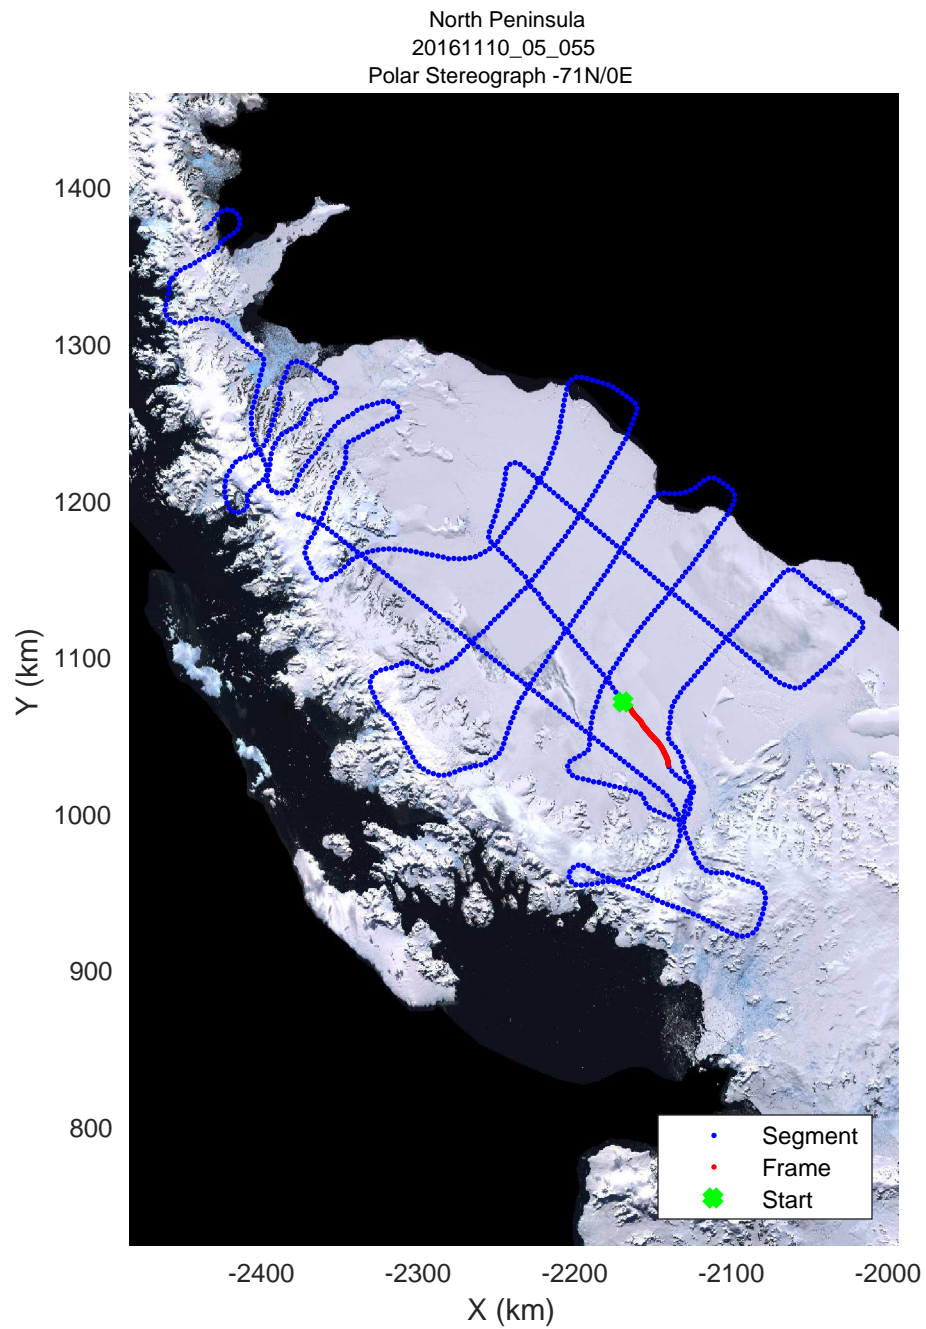 North Peninsula
20161110_05_055
Polar Stereograph -71N/0E
1400
1300
1200
1100
1000
900
800
Y (km)
Segment
Frame
Start
-2400 -2300 -2200 -2100 -2000
X (km)